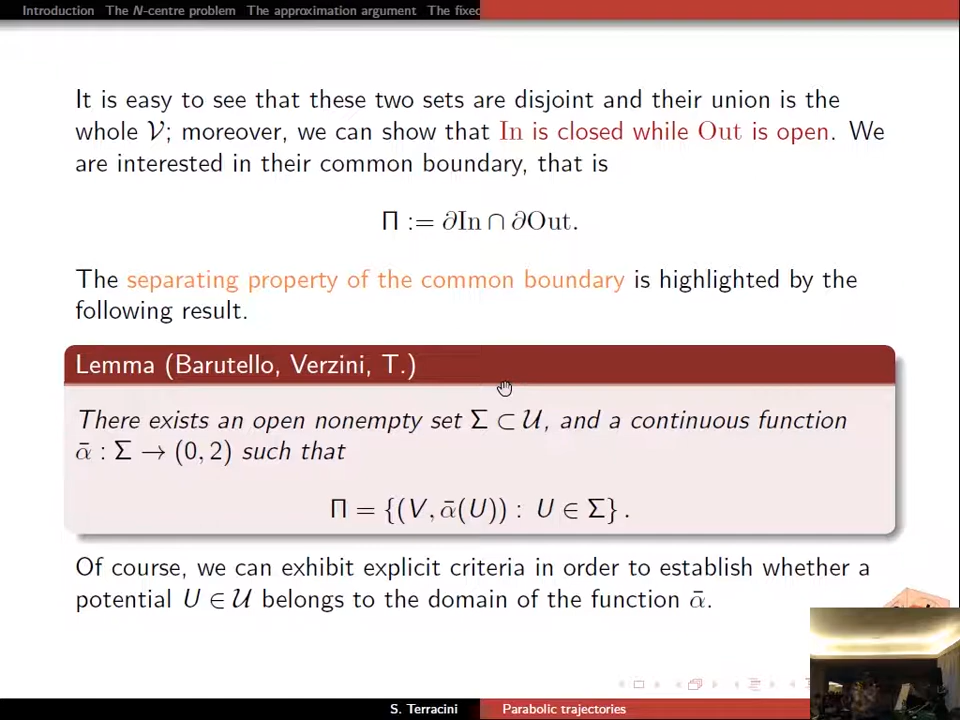 Introduction The N-centre problem The approximation argument The fixed
It is easy to see that these two sets are disjoint and their union is the
whole 𝒱; moreover, we can show that In is closed while Out is open. We
are interested in their common boundary, that is
Π := ∂In ∩ ∂Out.
The separating property of the common boundary is highlighted by the
following result.
Lemma (Barutello, Verzini, T.)
There exists an open nonempty set Σ ⊂ 𝒰, and a continuous function
ᾱ : Σ → (0, 2) such that
Π = {(V, ᾱ(U)) : U ∈ Σ} .
Of course, we can exhibit explicit criteria in order to establish whether a
potential U ∈ 𝒰 belongs to the domain of the function ᾱ.
S. Terracini Parabolic trajectories